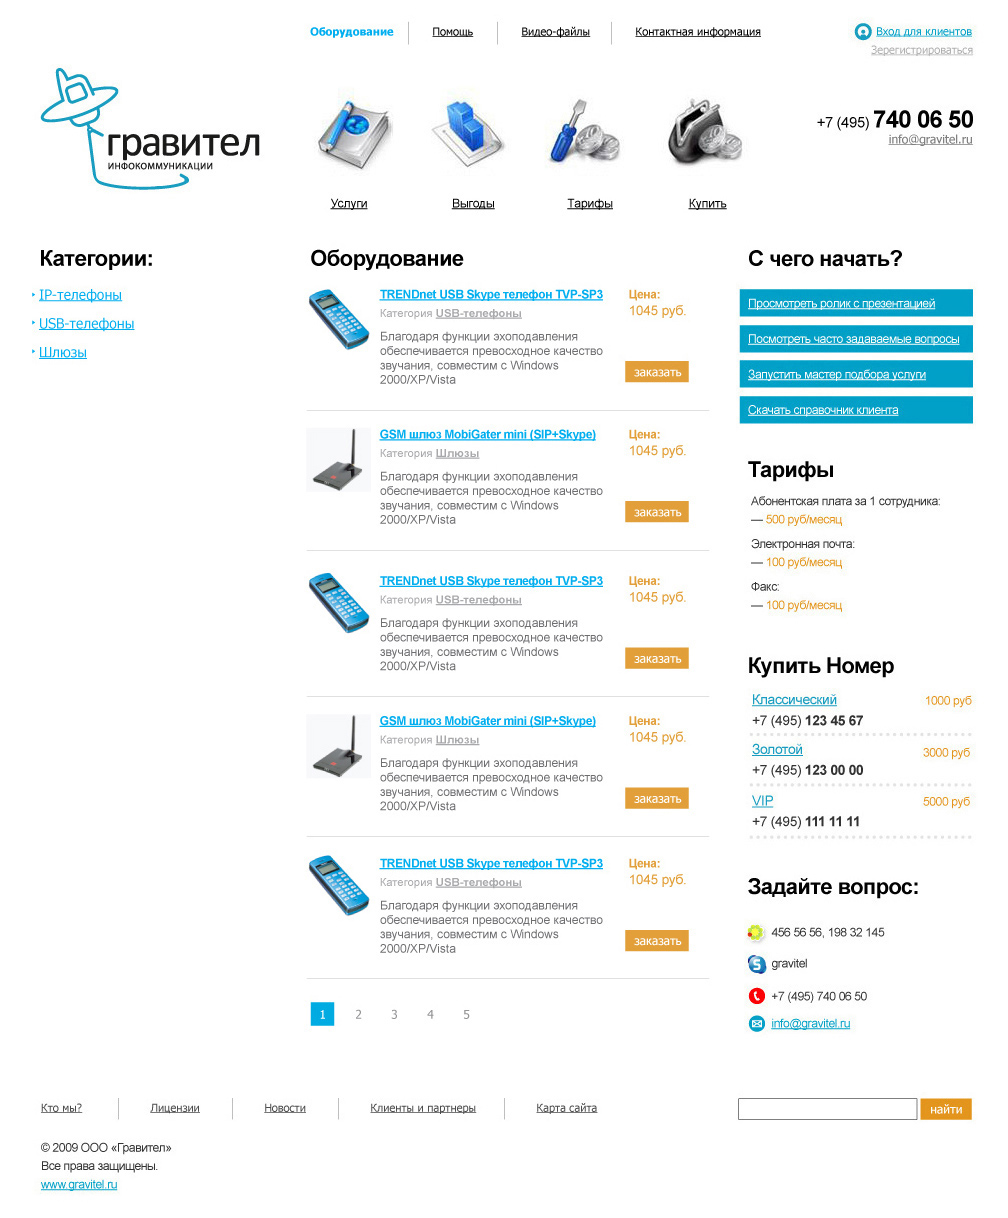 Оборудование
Помощь
Видео-файлы
Контактная информация
Вход для клиентов
Зерегистрироваться
гравител
ИНФОКОММУНИКАЦИИ
+7 (495) 740 06 50
info@gravitel.ru
Услуги
Выгоды
Тарифы
Купить
Категории:
IP-телефоны
USB-телефоны
Шлюзы
Оборудование
TRENDnet USB Skype телефон TVP-SP3
Категория USB-телефоны
Благодаря функции эхоподавления
обеспечивается превосходное качество
звучания, совместим с Windows
2000/XP/Vista
Цена:
1045 руб.
заказать
GSM шлюз MobiGater mini (SIP+Skype)
Категория Шлюзы
Благодаря функции эхоподавления
обеспечивается превосходное качество
звучания, совместим с Windows
2000/XP/Vista
Цена:
1045 руб.
заказать
TRENDnet USB Skype телефон TVP-SP3
Категория USB-телефоны
Благодаря функции эхоподавления
обеспечивается превосходное качество
звучания, совместим с Windows
2000/XP/Vista
Цена:
1045 руб.
заказать
GSM шлюз MobiGater mini (SIP+Skype)
Категория Шлюзы
Благодаря функции эхоподавления
обеспечивается превосходное качество
звучания, совместим с Windows
2000/XP/Vista
Цена:
1045 руб.
заказать
TRENDnet USB Skype телефон TVP-SP3
Категория USB-телефоны
Благодаря функции эхоподавления
обеспечивается превосходное качество
звучания, совместим с Windows
2000/XP/Vista
Цена:
1045 руб.
заказать
1 2 3 4 5
С чего начать?
Просмотреть ролик с презентацией
Посмотреть часто задаваемые вопросы
Запустить мастер подбора услуги
Скачать справочник клиента
Тарифы
Абонентская плата за 1 сотрудника:
— 500 руб/месяц
Электронная почта:
— 100 руб/месяц
Факс:
— 100 руб/месяц
Купить Номер
Классический 1000 руб
+7 (495) 123 45 67
Золотой 3000 руб
+7 (495) 123 00 00
VIP 5000 руб
+7 (495) 111 11 11
Задайте вопрос:
456 56 56, 198 32 145
gravitel
+7 (495) 740 06 50
info@gravitel.ru
Кто мы?
Лицензии
Новости
Клиенты и партнеры
Карта сайта
найти
© 2009 ООО «Гравител»
Все права защищены.
www.gravitel.ru